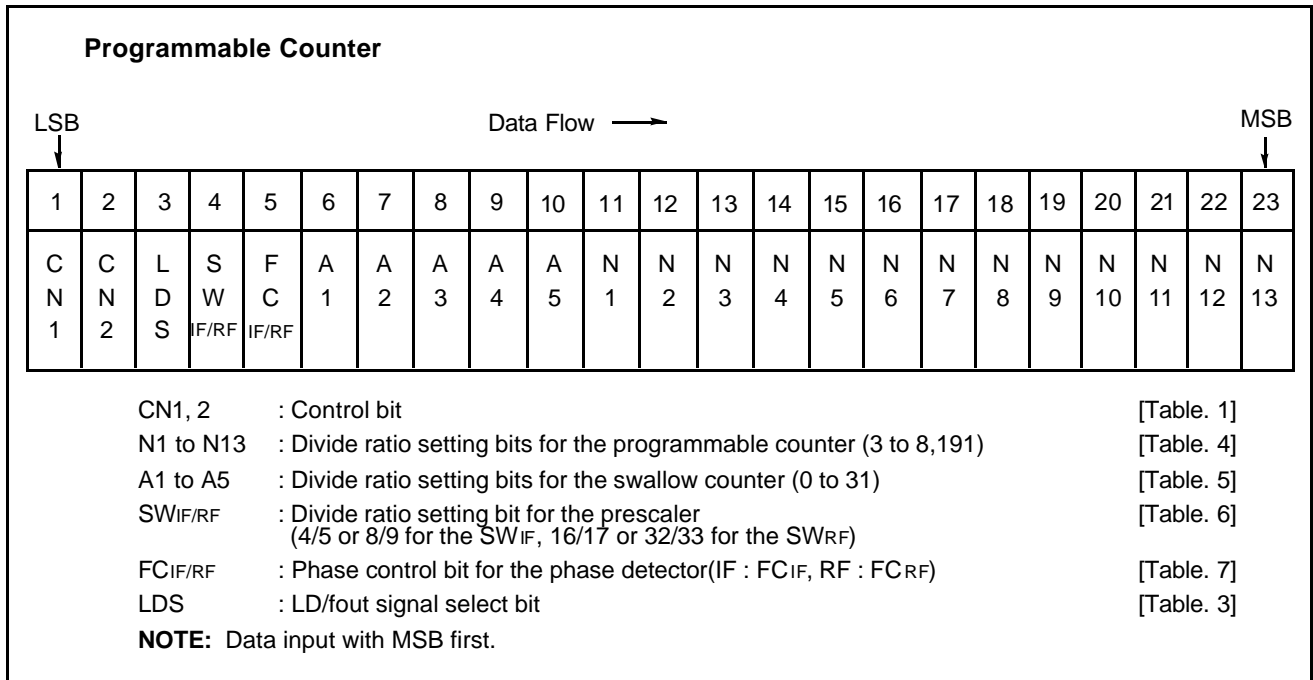 Programmable Counter
LSB Data Flow MSB
1 2 3 4 5 6 7 8 9 10 11 12 13 14 15 16 17 18 19 20 21 22 23
C C L S F A A A A A N N N N N N N N N N N N N
N N D W C 1 2 3 4 5 1 2 3 4 5 6 7 8 9 10 11 12 13
1 2 S IF/RF IF/RF
CN1, 2 : Control bit [Table. 1]
N1 to N13 : Divide ratio setting bits for the programmable counter (3 to 8,191) [Table. 4]
A1 to A5 : Divide ratio setting bits for the swallow counter (0 to 31) [Table. 5]
SWIF/RF : Divide ratio setting bit for the prescaler [Table. 6]
(4/5 or 8/9 for the SWIF, 16/17 or 32/33 for the SWRF)
FCIF/RF : Phase control bit for the phase detector(IF : FCIF, RF : FCRF) [Table. 7]
LDS : LD/fout signal select bit [Table. 3]
NOTE: Data input with MSB first.